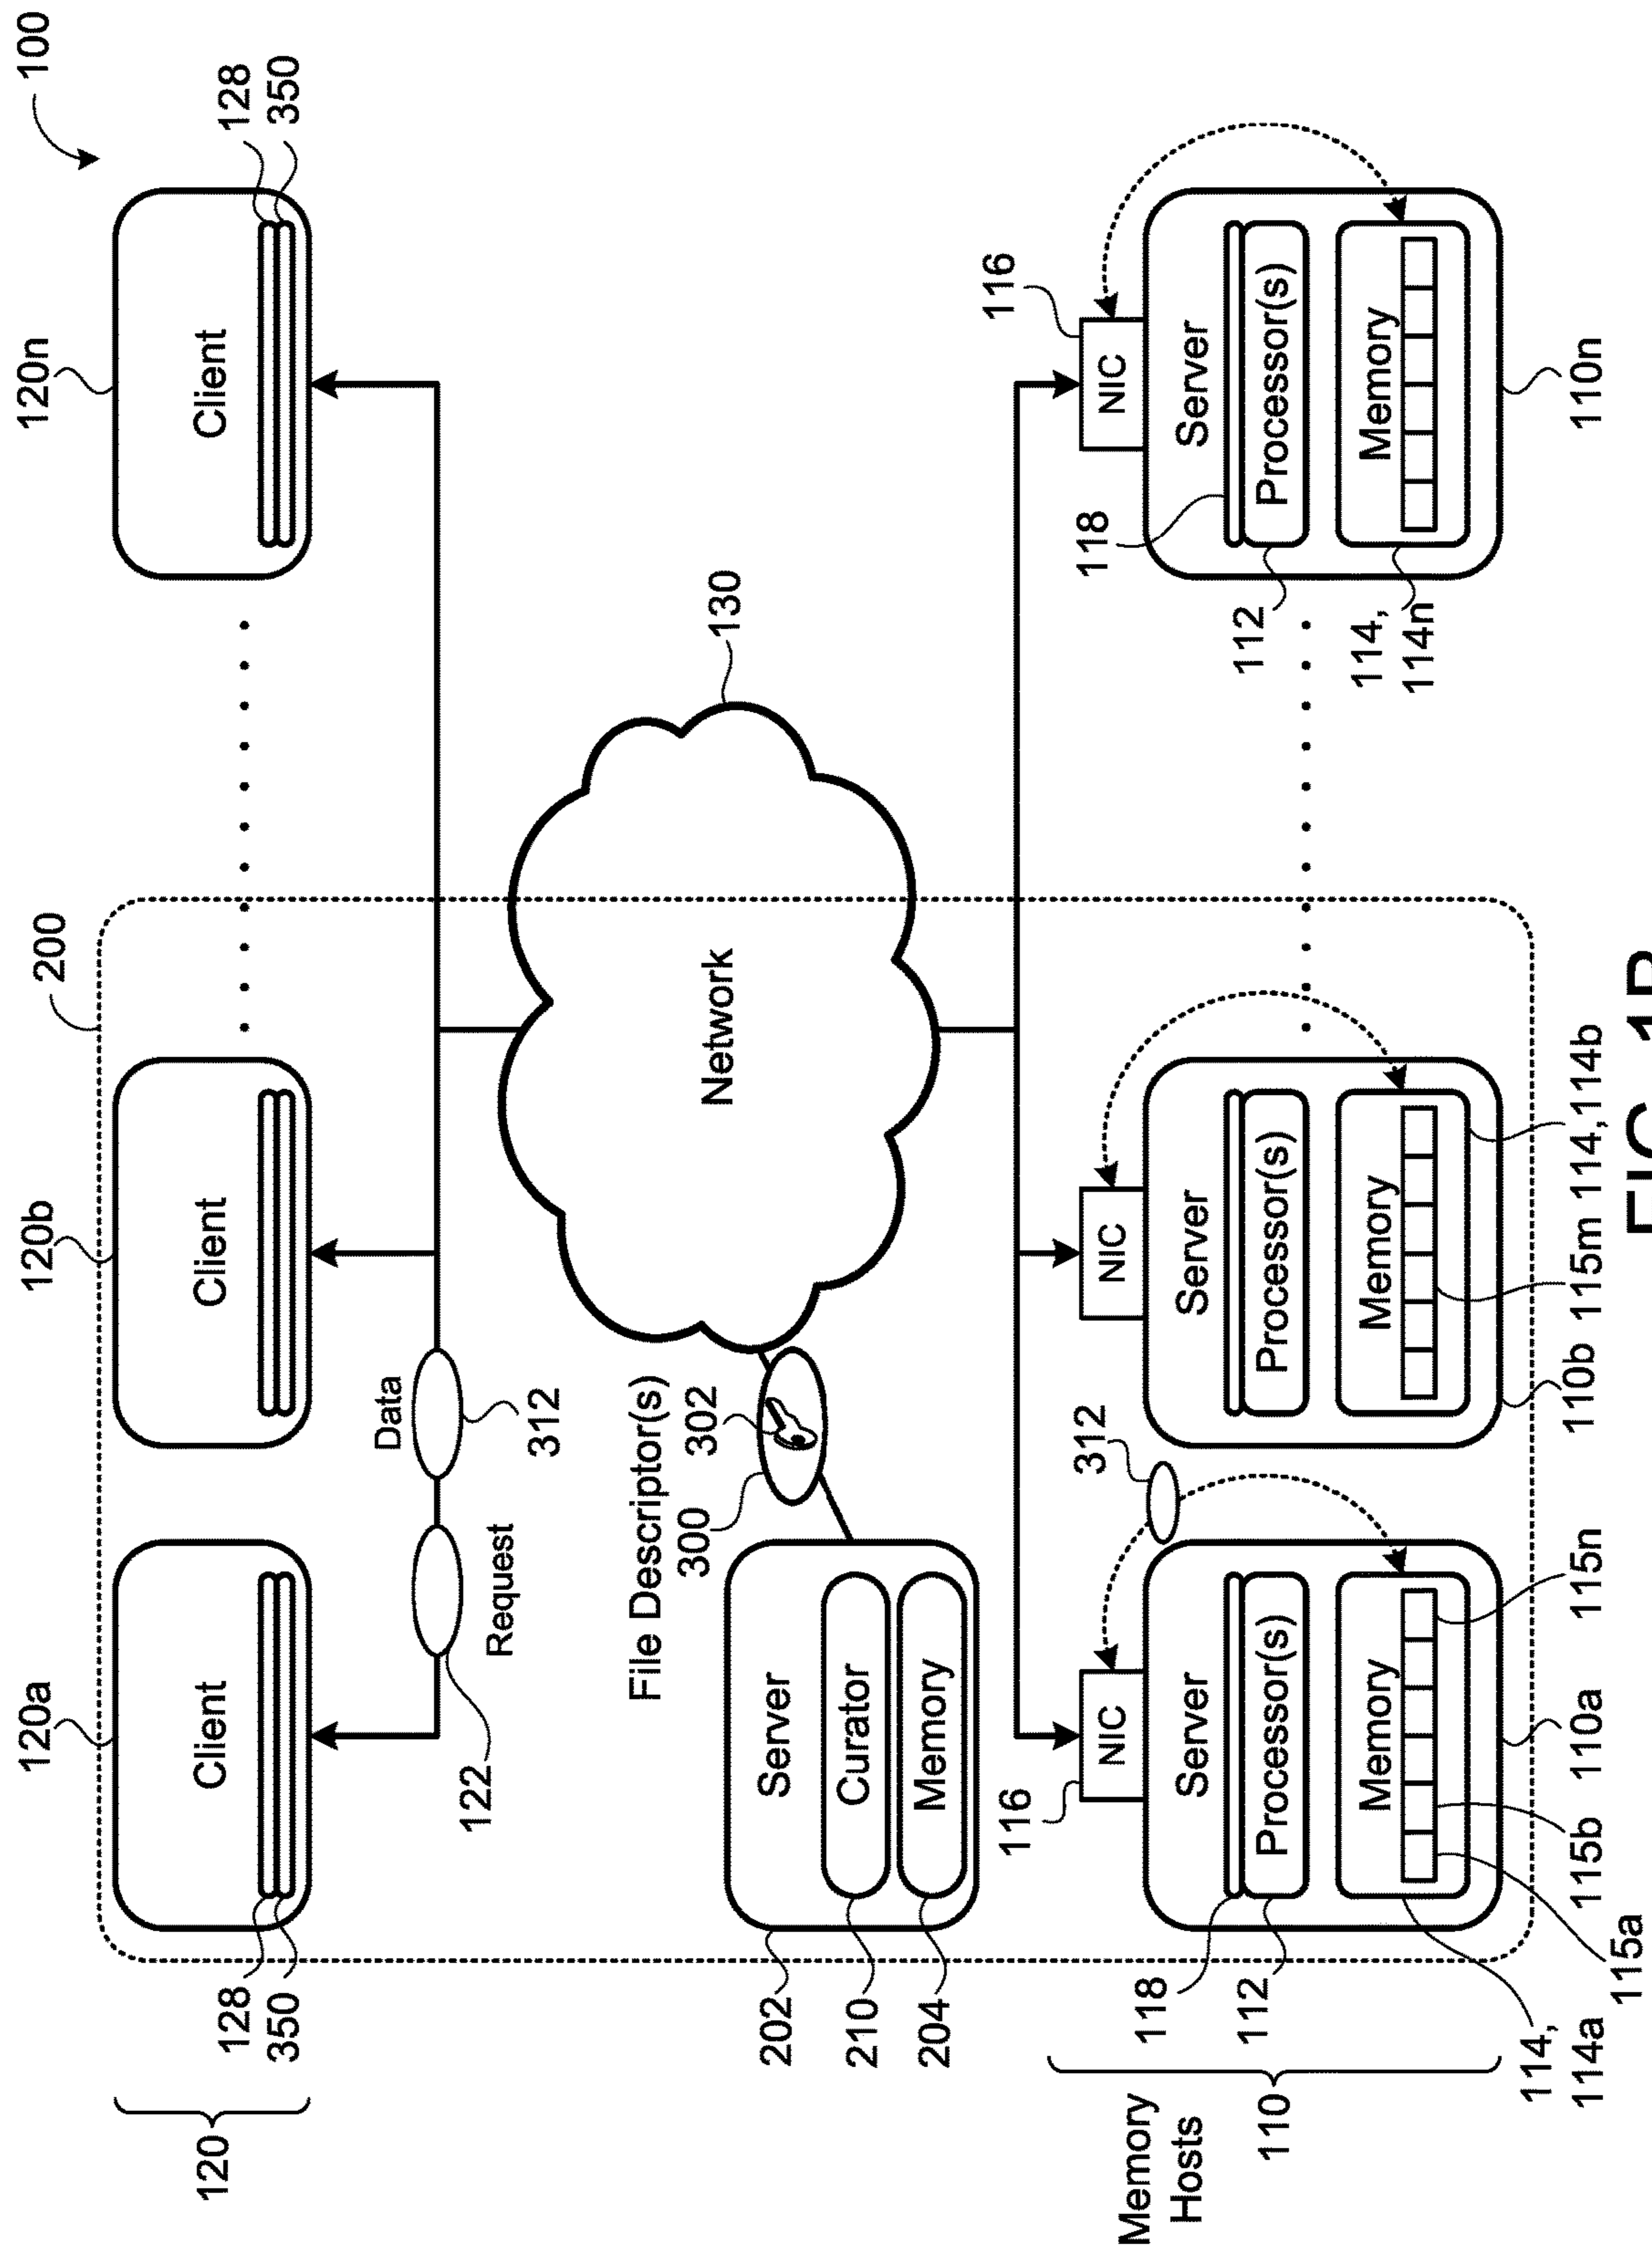 120a 120b 200 120n 100
Client Client Client
120
128 128
350 350
Data
Request
122 312
File Descriptor(s)
300 302
Network
130
Server
Curator
Memory
202
210
204
116 NIC 312 NIC 116 NIC
Memory
Hosts
110
Server Server Server
118 118
Processor(s) Processor(s) Processor(s)
112 112
Memory Memory Memory
114,
114a
114,
114n
115a 115b 110a 115n 110b 115m 114,114b 110n